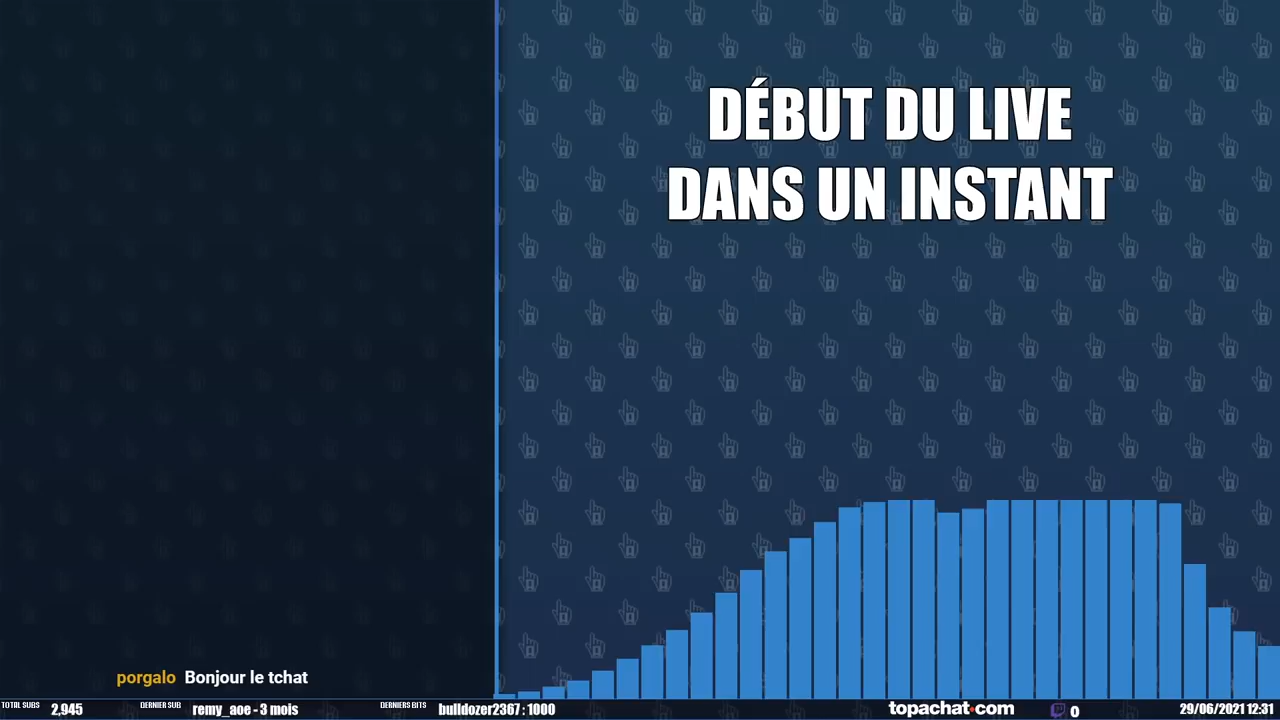 DÉBUT DU LIVE
DANS UN INSTANT
porgalo Bonjour le tchat
TOTAL SUBS 2,945 DERNIER SUB remy_aoe - 3 mois DERNIERS BITS bulldozer2367 : 1000 topachat.com 0 29/06/2021 12:31